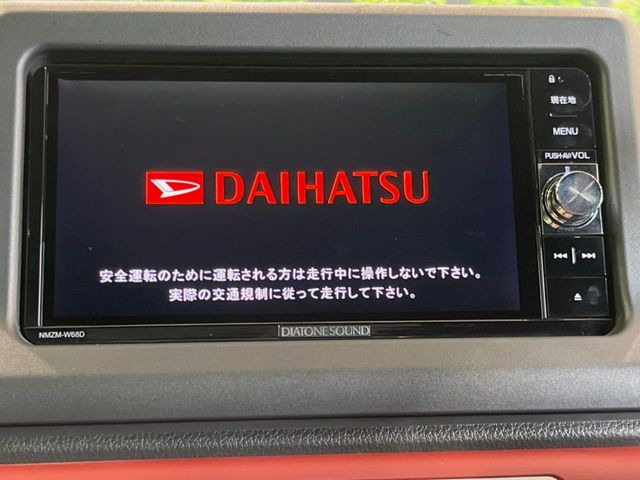 現在地
MENU
PUSH-AV/VOL
DAIHATSU
安全運転のために運転される方は走行中に操作しないで下さい。
実際の交通規制に従って走行して下さい。
NMZM-W68D
DIATONE SOUND